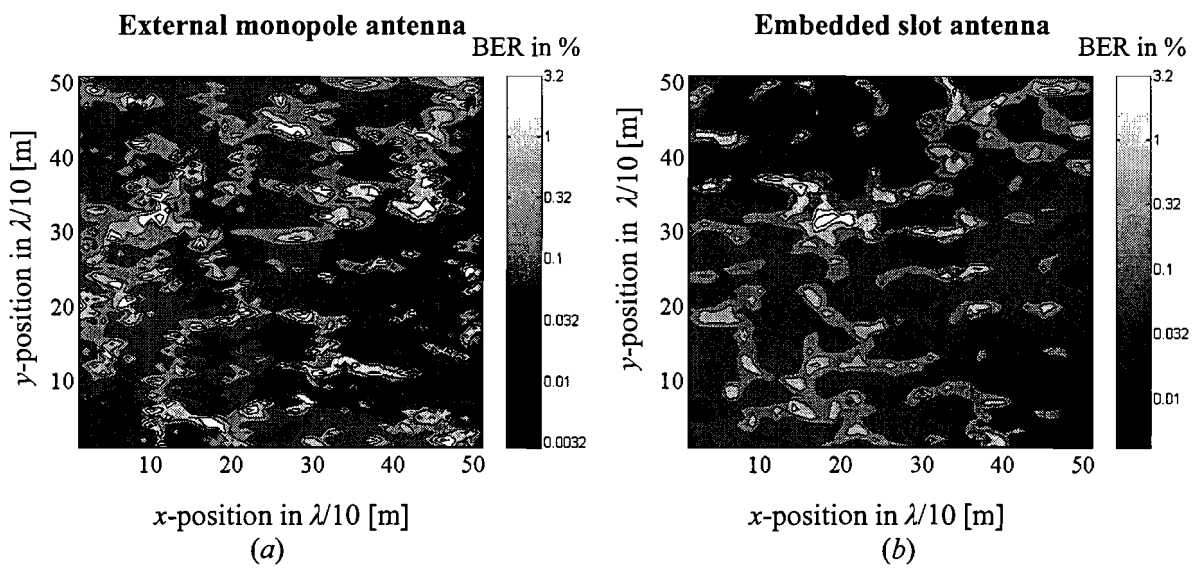 External monopole antenna
BER in %
50
40
30
20
10
y-position in λ/10 [m]
10 20 30 40 50
x-position in λ/10 [m]
3.2
1
0.32
0.1
0.032
0.01
0.0032
(a)
Embedded slot antenna
BER in %
50
40
30
20
10
y-position in λ/10 [m]
10 20 30 40 50
x-position in λ/10 [m]
3.2
1
0.32
0.1
0.032
0.01
(b)